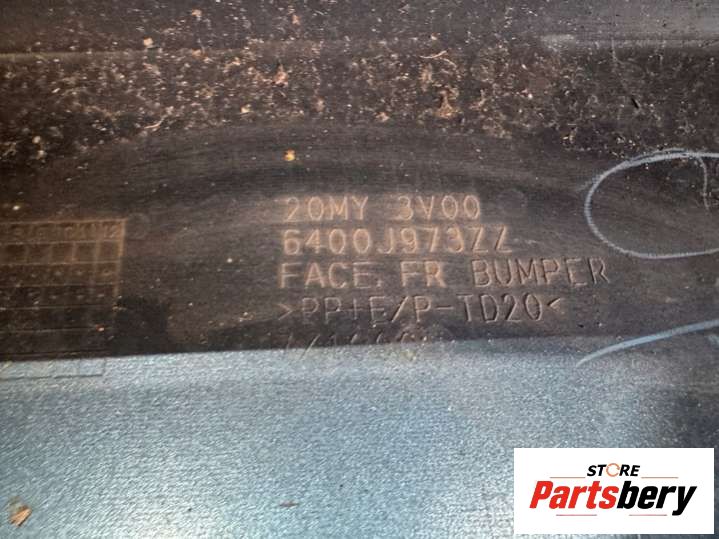 20MY 3V00
6400J973ZZ
FACE, FR BUMPER
>PP+E/P-TD20<
STORE
Partsbery